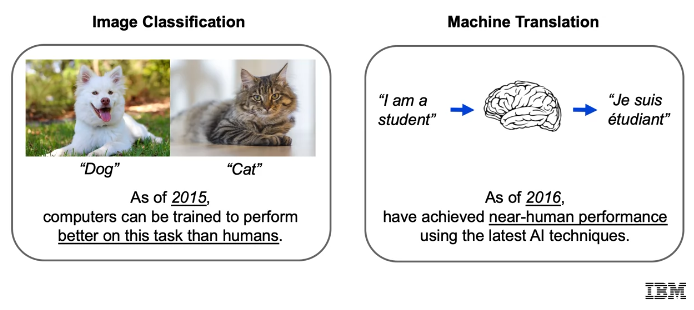 Image Classification
"Dog"
"Cat"
As of 2015,
computers can be trained to perform
better on this task than humans.
Machine Translation
"I am a
student"
"Je suis
étudiant"
As of 2016,
have achieved near-human performance
using the latest AI techniques.
IBM